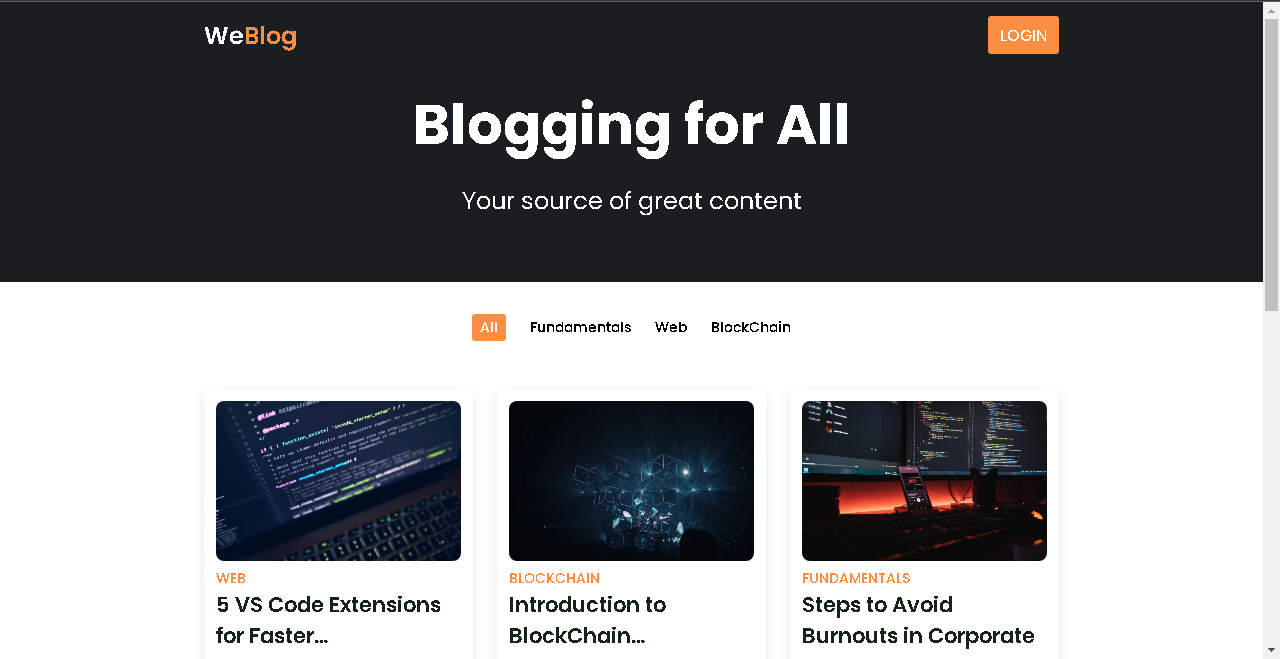 WeBlog
LOGIN
Blogging for All
Your source of great content
All
Fundamentals
Web
BlockChain
WEB
5 VS Code Extensions
for Faster...
BLOCKCHAIN
Introduction to
BlockChain...
FUNDAMENTALS
Steps to Avoid
Burnouts in Corporate